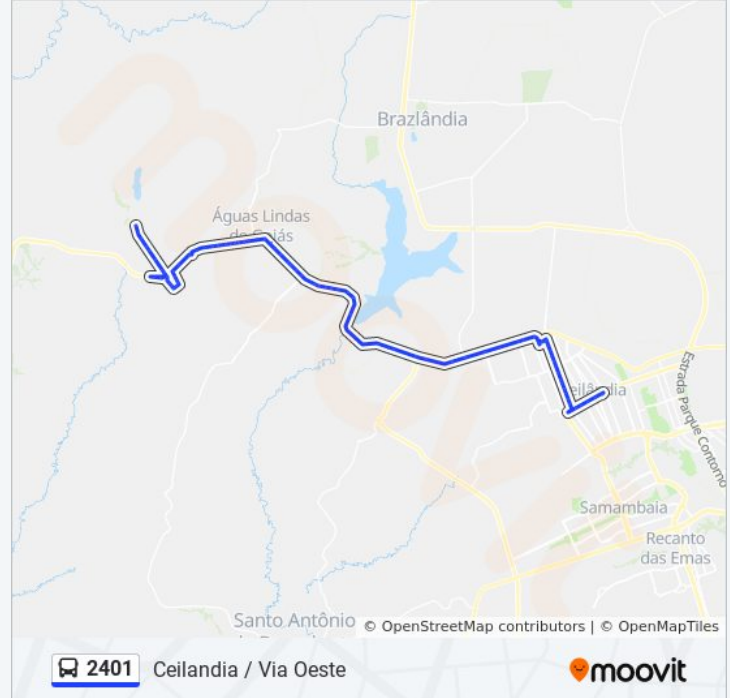 Brazlândia
Águas Lindas
de Goiás
eilândia
Estrada Parque Contorno
Samambaia
Recanto
das Emas
Santo Antônio
© OpenStreetMap contributors | © OpenMapTiles
2401 Ceilandia / Via Oeste
moovit